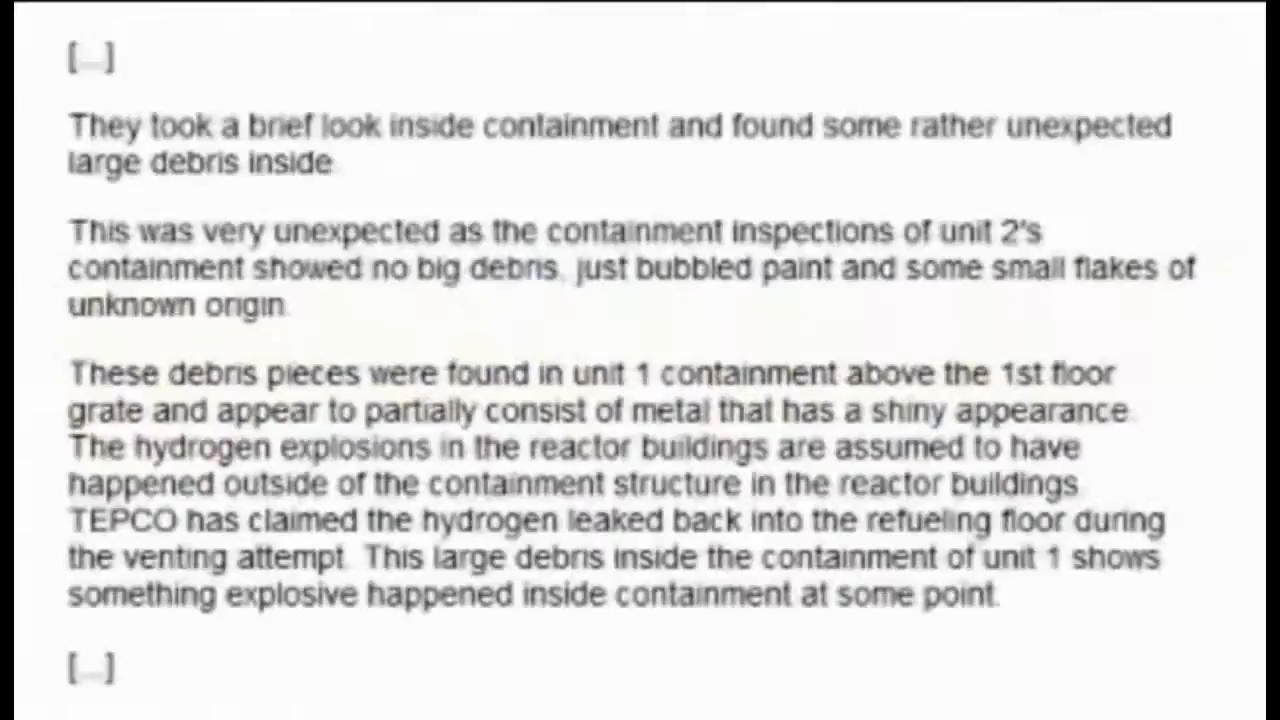 [...]
They took a brief look inside containment and found some rather unexpected
large debris inside.
This was very unexpected as the containment inspections of unit 2's
containment showed no big debris, just bubbled paint and some small flakes of
unknown origin.
These debris pieces were found in unit 1 containment above the 1st floor
grate and appear to partially consist of metal that has a shiny appearance.
The hydrogen explosions in the reactor buildings are assumed to have
happened outside of the containment structure in the reactor buildings.
TEPCO has claimed the hydrogen leaked back into the refueling floor during
the venting attempt. This large debris inside the containment of unit 1 shows
something explosive happened inside containment at some point.
[...]